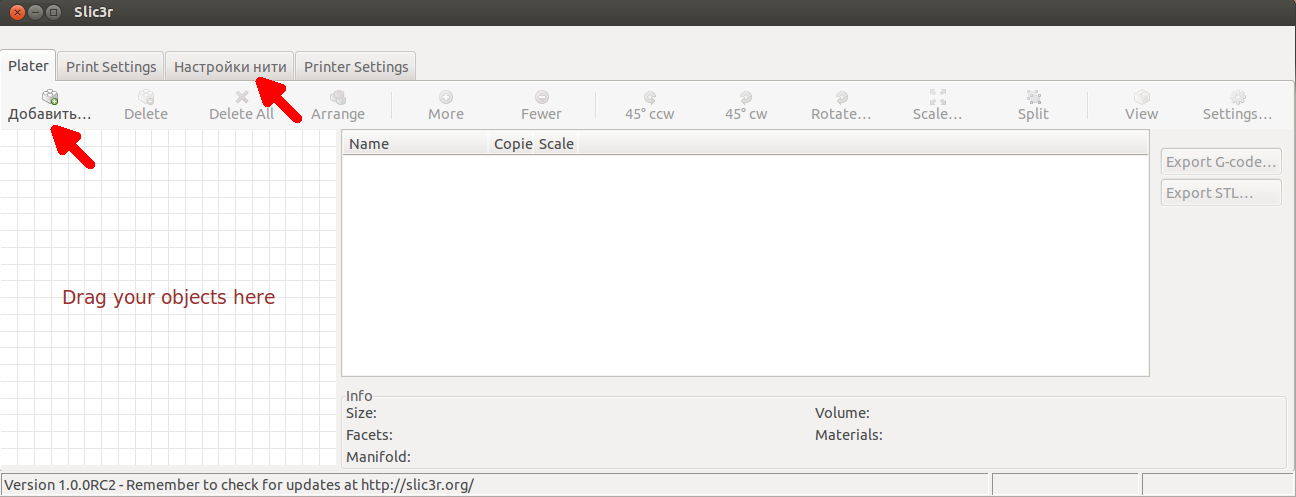 Slic3r
Plater Print Settings Настройки нити Printer Settings
Добавить… Delete Delete All Arrange More Fewer 45° ccw 45° cw Rotate… Scale… Split View Settings…
Name Copie Scale
Export G-code…
Export STL…
Drag your objects here
Info
Size: Volume:
Facets: Materials:
Manifold:
Version 1.0.0RC2 - Remember to check for updates at http://slic3r.org/